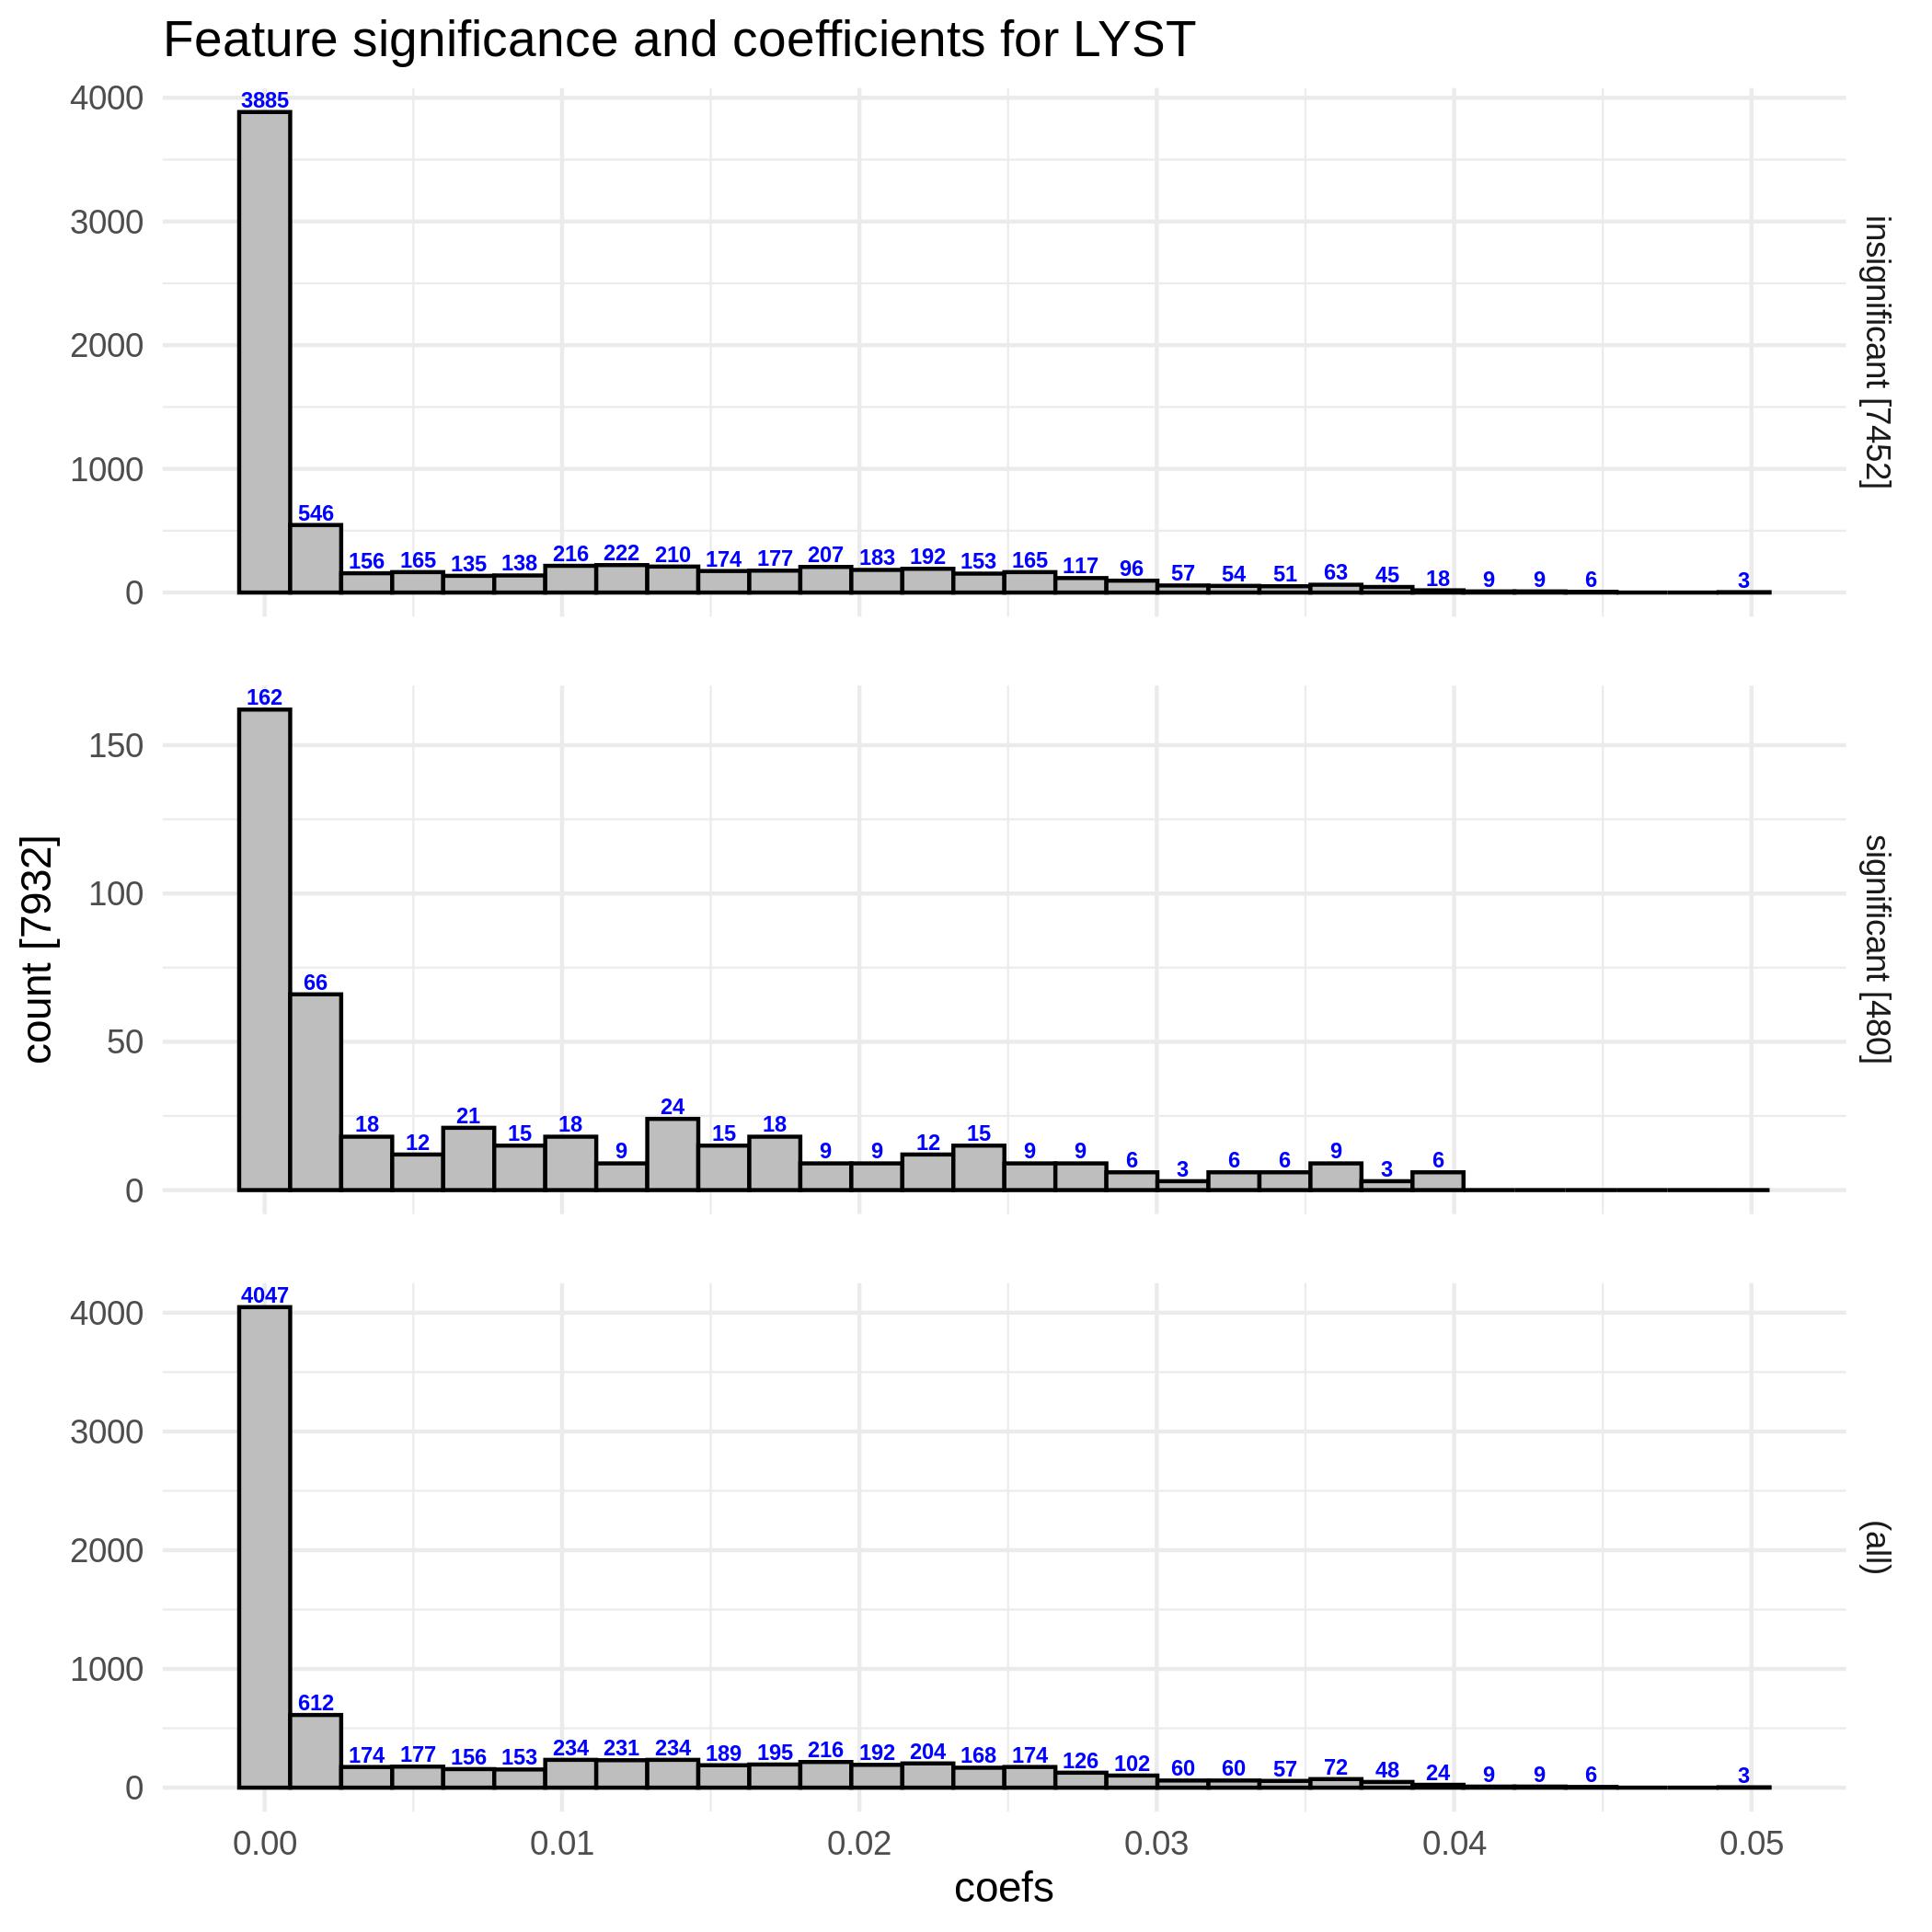 Feature significance and coefficients for LYST
4000
3000
2000
1000
0
3885
546 156 165 135 138 216 222 210 174 177 207 183 192 153 165 117 96 57 54 51 63 45 18 9 9 6 3
insignificant [7452]
count [7932]
150
100
50
0
162
66
18 12 21 15 18 9 24 15 18 9 9 12 15 9 9 6 3 6 6 9 3 6
significant [480]
4000
3000
2000
1000
0
4047
612 174 177 156 153 234 231 234 189 195 216 192 204 168 174 126 102 60 60 57 72 48 24 9 9 6 3
(all)
0.00 0.01 0.02 0.03 0.04 0.05
coefs